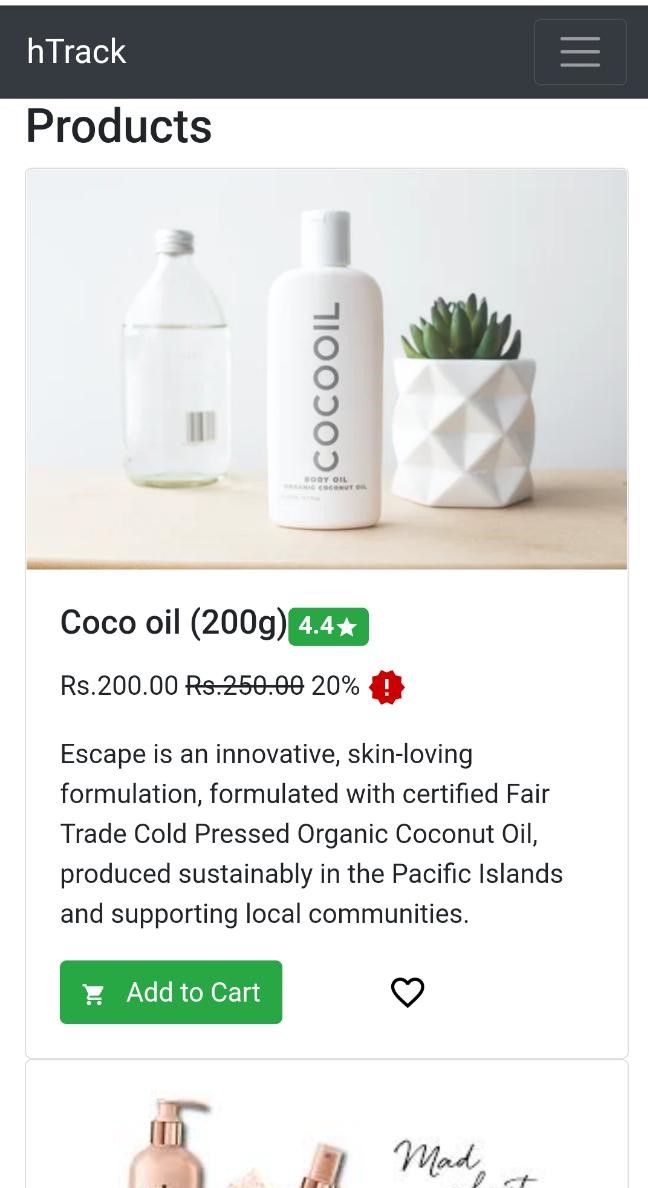 hTrack
Products
COCOOIL
BODY OIL
ORGANIC COCONUT OIL
Coco oil (200g) 4.4★
Rs.200.00 Rs.250.00 20%
Escape is an innovative, skin-loving
formulation, formulated with certified Fair
Trade Cold Pressed Organic Coconut Oil,
produced sustainably in the Pacific Islands
and supporting local communities.
Add to Cart
Mad